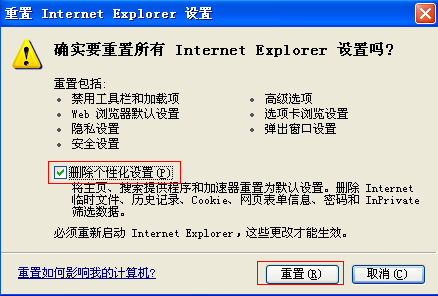 重置 Internet Explorer 设置
确实要重置所有 Internet Explorer 设置吗?
重置包括:
• 禁用工具栏和加载项
• 高级选项
• Web 浏览器默认设置
• 选项卡浏览设置
• 隐私设置
• 弹出窗口设置
• 安全设置
删除个性化设置(P)
将主页、搜索提供程序和加速器重置为默认设置。删除 Internet
临时文件、历史记录、Cookie、网页表单信息、密码和 InPrivate
筛选数据。
必须重新启动 Internet Explorer,这些更改才能生效。
重置如何影响我的计算机?
重置(R)
取消(C)